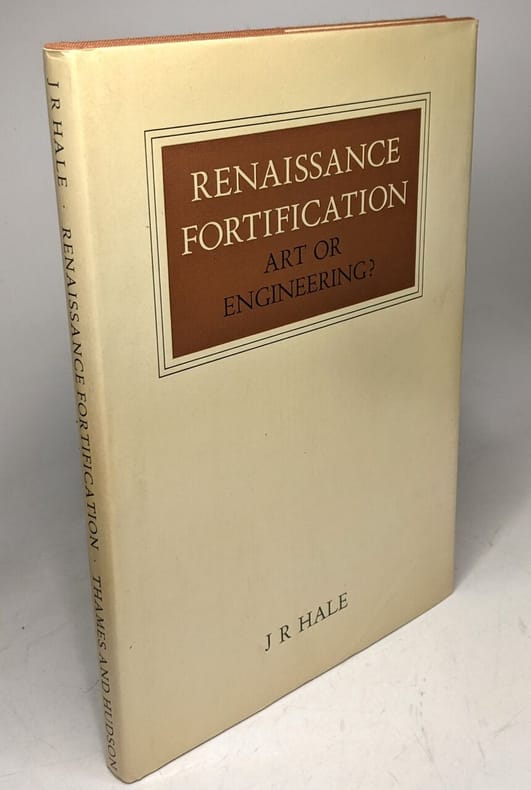 RENAISSANCE
FORTIFICATION
ART OR
ENGINEERING?
J R HALE
J R HALE · RENAISSANCE FORTIFICATION · THAMES AND HUDSON